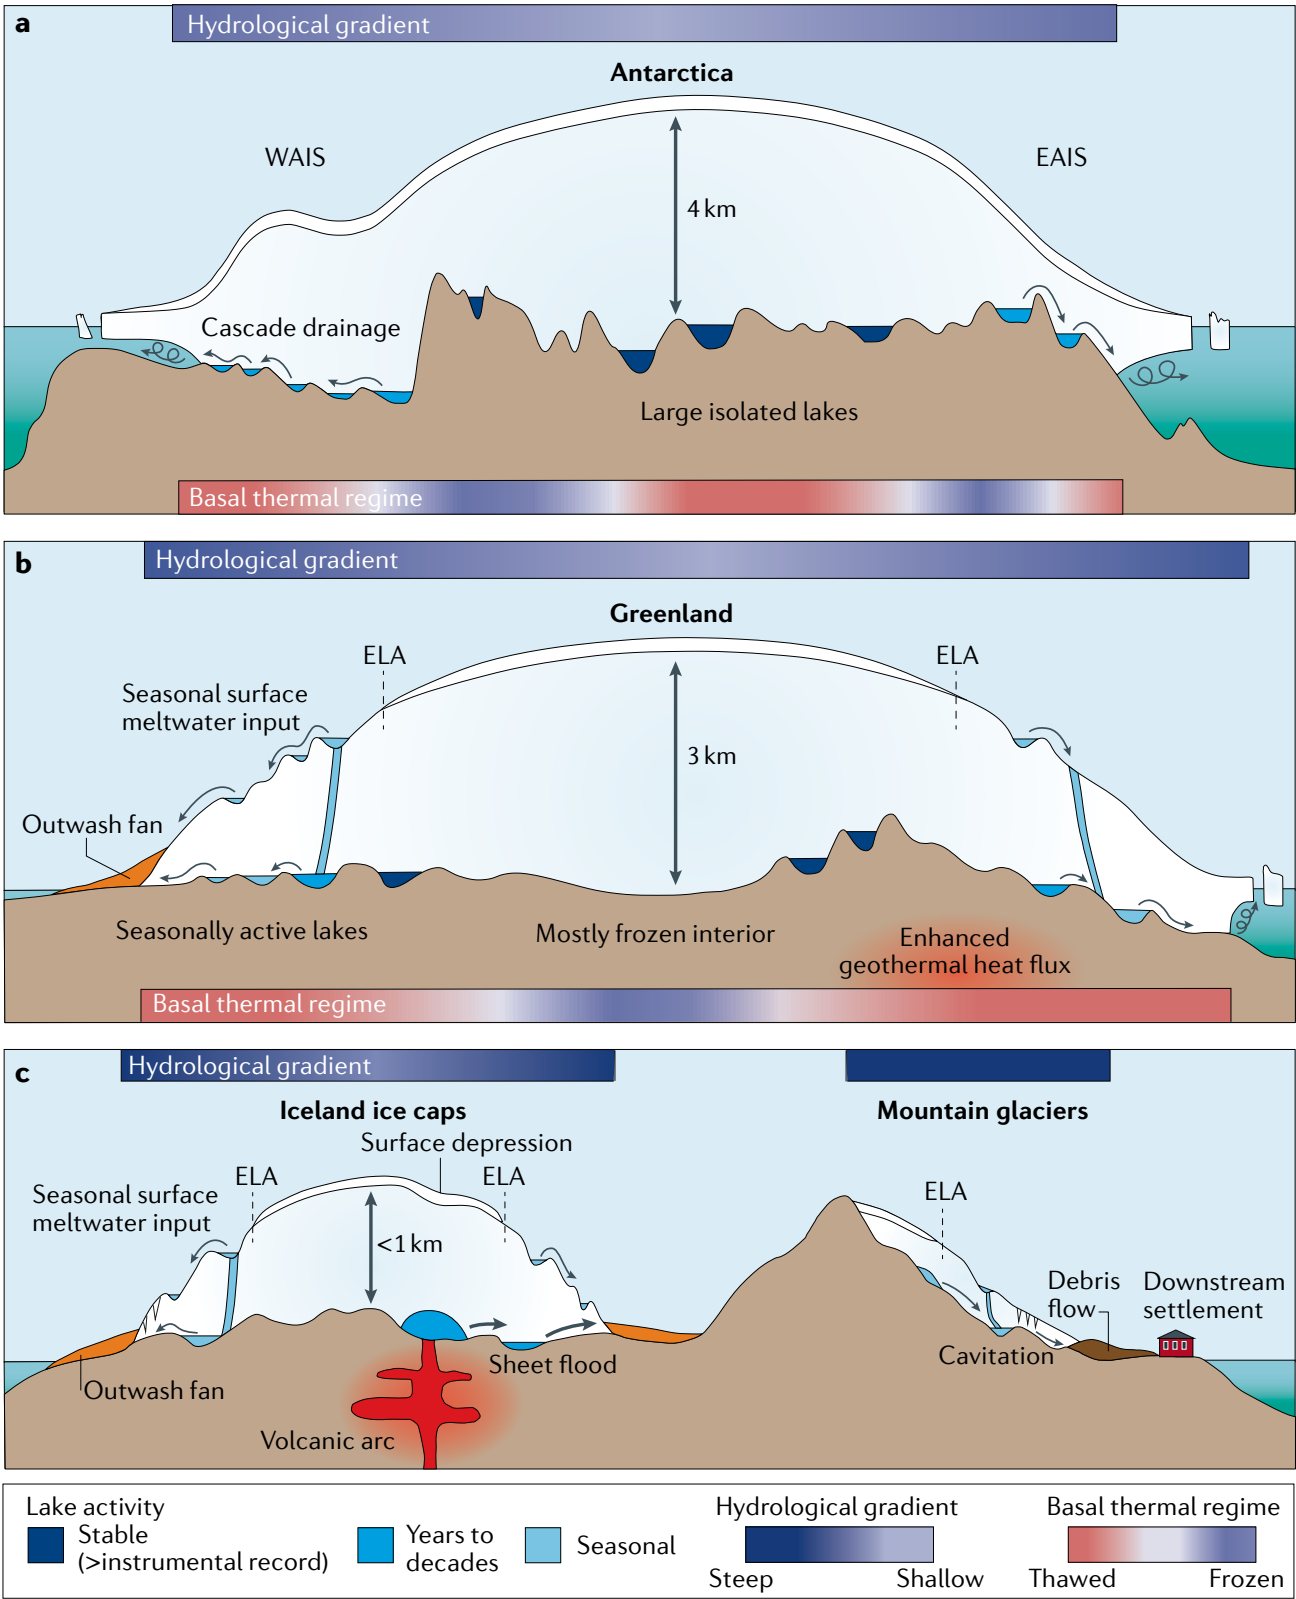 a
Hydrological gradient
Antarctica
WAIS
EAIS
4 km
Cascade drainage
Large isolated lakes
Basal thermal regime
b
Hydrological gradient
Greenland
ELA
ELA
Seasonal surface
meltwater input
3 km
Outwash fan
Seasonally active lakes
Mostly frozen interior
Enhanced
geothermal heat flux
Basal thermal regime
c
Hydrological gradient
Iceland ice caps
Mountain glaciers
Surface depression
ELA
ELA
Seasonal surface
meltwater input
ELA
<1 km
Debris
flow
Downstream
settlement
Sheet flood
Cavitation
Outwash fan
Volcanic arc
Lake activity
Stable
(>instrumental record)
Years to
decades
Seasonal
Hydrological gradient
Steep
Shallow
Basal thermal regime
Thawed
Frozen